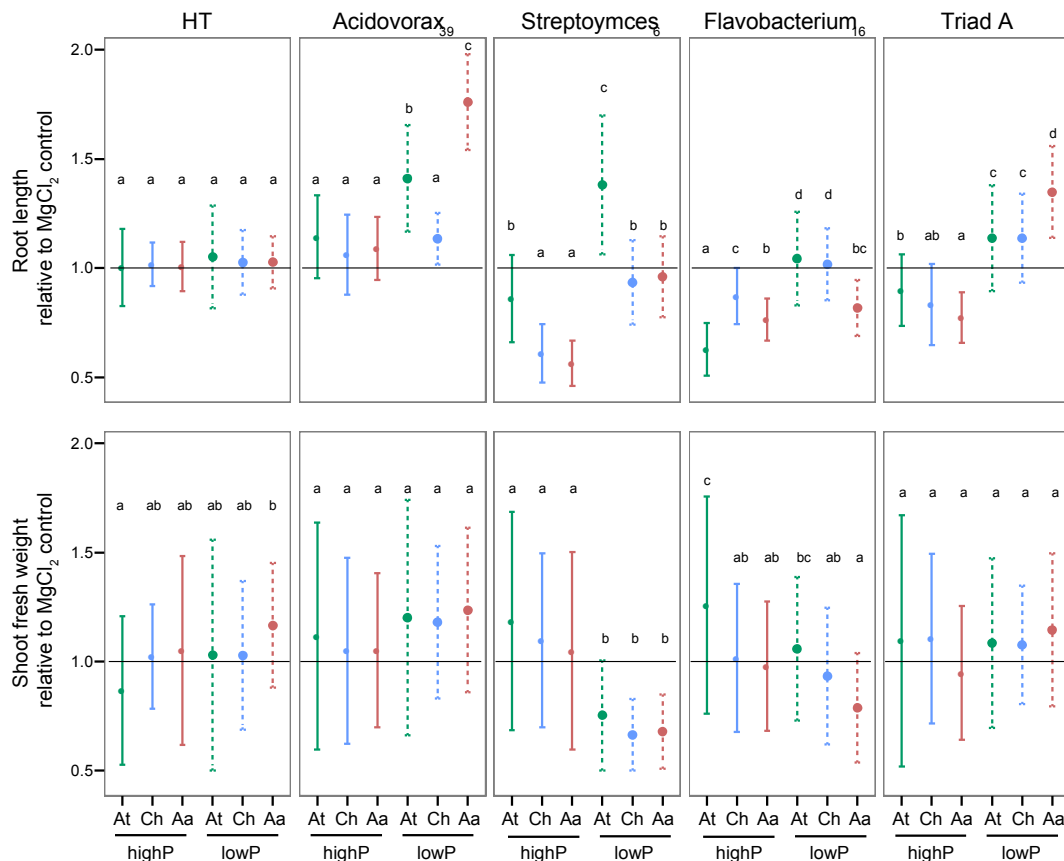 HT Acidovorax39 Streptoymces6 Flavobacterium16 Triad A
Root length
relative to MgCl2 control
2.0
1.5
1.0
0.5
a a a a a a
a a a b a c
b a a c b b
a c b d d bc
b ab a c c d
Shoot fresh weight
relative to MgCl2 control
2.0
1.5
1.0
0.5
a ab ab ab ab b
a a a a a a
a a a b b b
c ab ab bc ab a
a a a a a a
At Ch Aa At Ch Aa At Ch Aa At Ch Aa At Ch Aa At Ch Aa At Ch Aa At Ch Aa At Ch Aa At Ch Aa
highP lowP highP lowP highP lowP highP lowP highP lowP